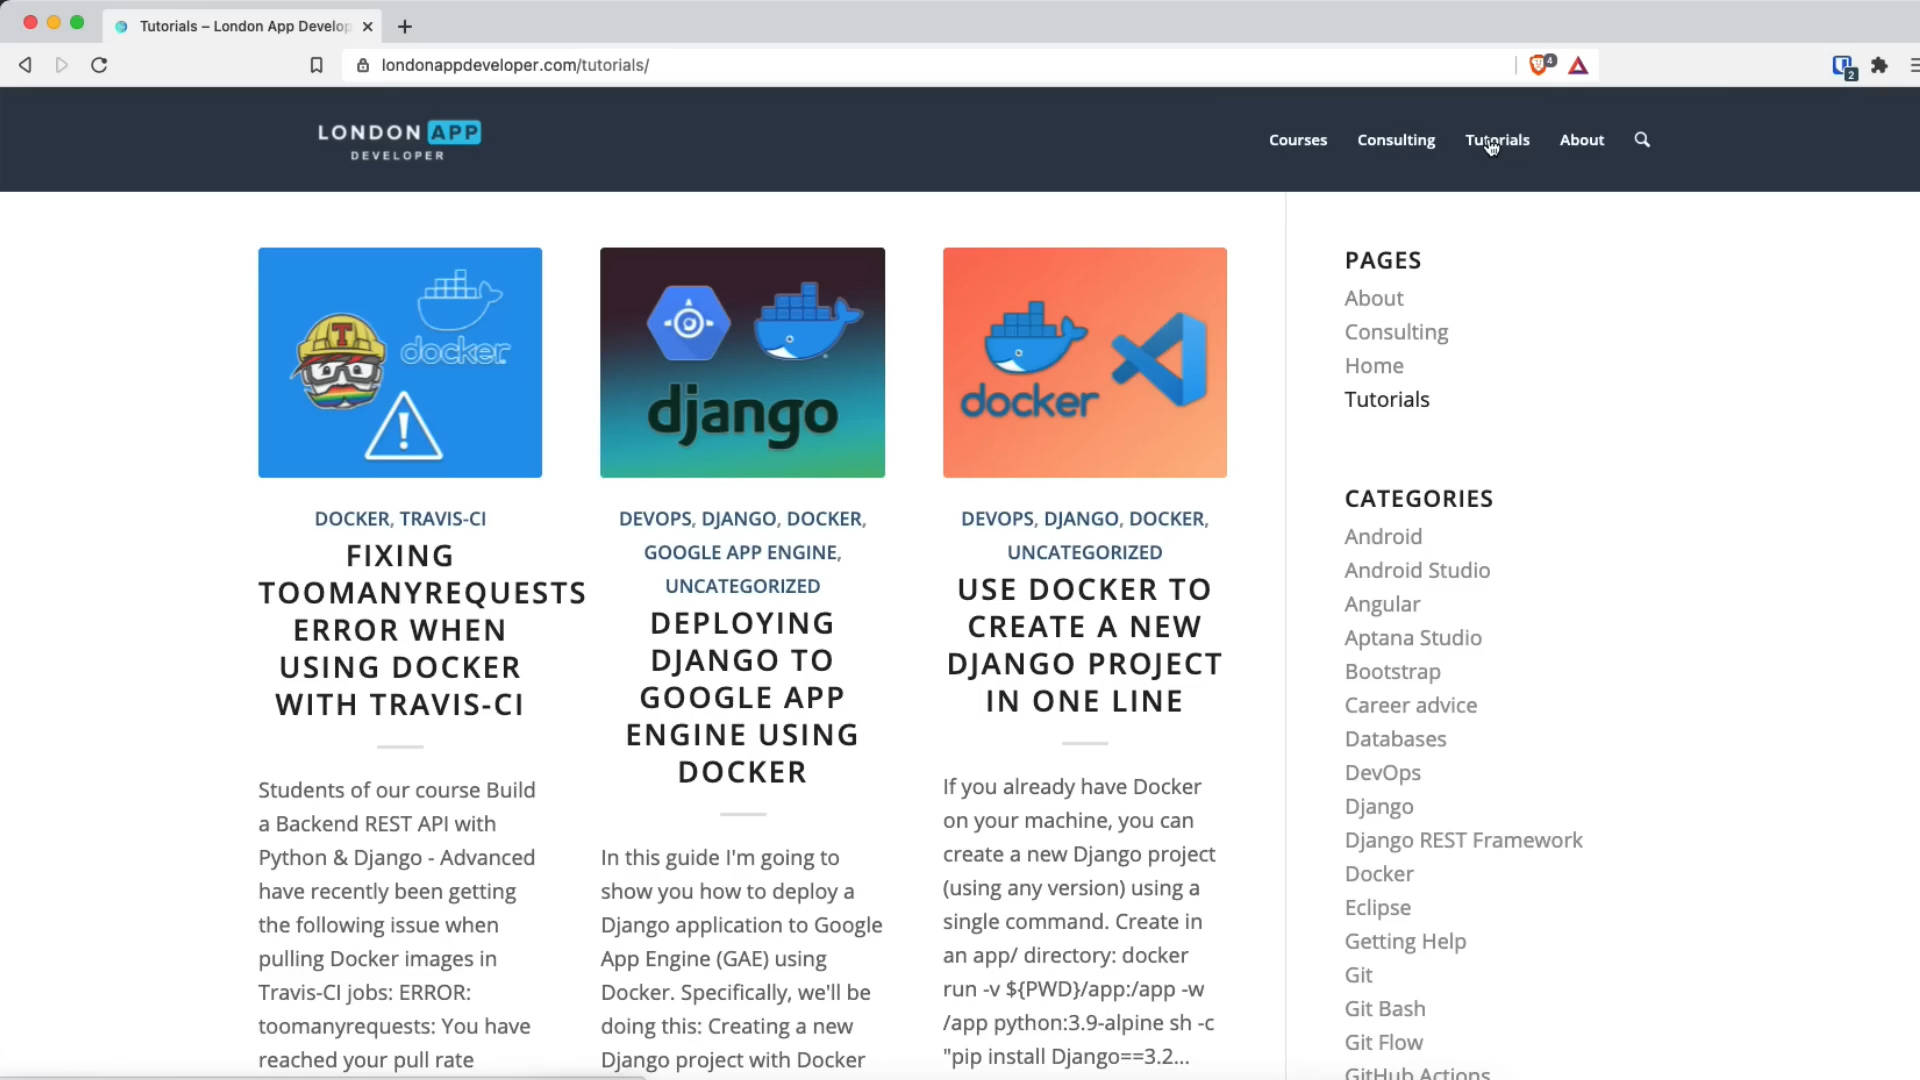 Tutorials – London App Develop
londonappdeveloper.com/tutorials/
4
2
LONDON APP
DEVELOPER
Courses
Consulting
Tutorials
About
docker
django
docker
T
DOCKER, TRAVIS-CI
FIXING
TOOMANYREQUESTS
ERROR WHEN
USING DOCKER
WITH TRAVIS-CI
Students of our course Build
a Backend REST API with
Python & Django - Advanced
have recently been getting
the following issue when
pulling Docker images in
Travis-CI jobs: ERROR:
toomanyrequests: You have
reached your pull rate
DEVOPS, DJANGO, DOCKER,
GOOGLE APP ENGINE,
UNCATEGORIZED
DEPLOYING
DJANGO TO
GOOGLE APP
ENGINE USING
DOCKER
In this guide I'm going to
show you how to deploy a
Django application to Google
App Engine (GAE) using
Docker. Specifically, we'll be
doing this: Creating a new
Django project with Docker
DEVOPS, DJANGO, DOCKER,
UNCATEGORIZED
USE DOCKER TO
CREATE A NEW
DJANGO PROJECT
IN ONE LINE
If you already have Docker
on your machine, you can
create a new Django project
(using any version) using a
single command. Create in
an app/ directory: docker
run -v ${PWD}/app:/app -w
/app python:3.9-alpine sh -c
"pip install Django==3.2...
PAGES
About
Consulting
Home
Tutorials
CATEGORIES
Android
Android Studio
Angular
Aptana Studio
Bootstrap
Career advice
Databases
DevOps
Django
Django REST Framework
Docker
Eclipse
Getting Help
Git
Git Bash
Git Flow
GitHub Actions